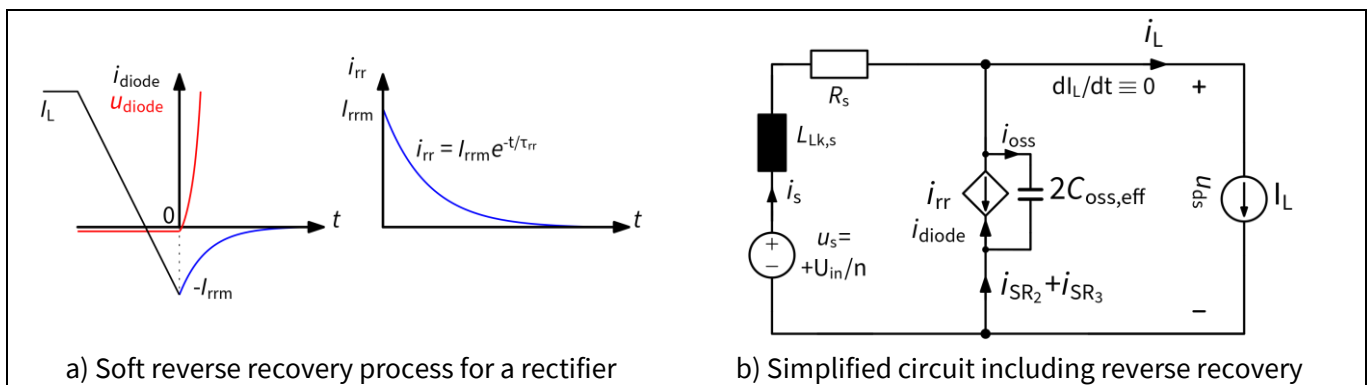 i_diode
u_diode
I_L
0
t
-I_rrm
i_rr
I_rrm
i_rr = I_rrm e^-t/τ_rr
t
a) Soft reverse recovery process for a rectifier
i_L
R_s
dI_L/dt ≡ 0
+
L_Lk,s
i_oss
i_s
i_rr
2C_oss,eff
u_ds
I_L
i_diode
+
−
u_s=
+U_in/n
i_SR2+i_SR3
−
b) Simplified circuit including reverse recovery